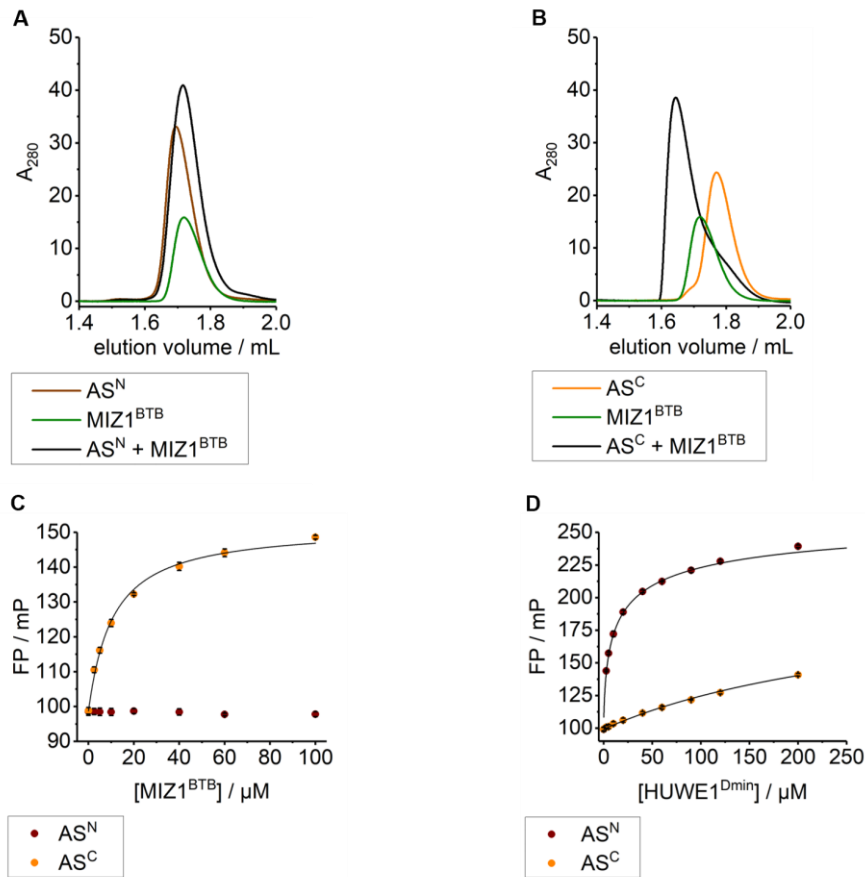 A
B
50
40
30
20
10
0
A280
1.4 1.6 1.8 2.0
elution volume / mL
50
40
30
20
10
0
A280
1.4 1.6 1.8 2.0
elution volume / mL
AS^N
MIZ1^BTB
AS^N + MIZ1^BTB
AS^C
MIZ1^BTB
AS^C + MIZ1^BTB
C
D
150
140
130
120
110
100
90
FP / mP
0 20 40 60 80 100
[MIZ1^BTB] / µM
250
225
200
175
150
125
100
FP / mP
0 50 100 150 200 250
[HUWE1^Dmin] / µM
AS^N
AS^C
AS^N
AS^C